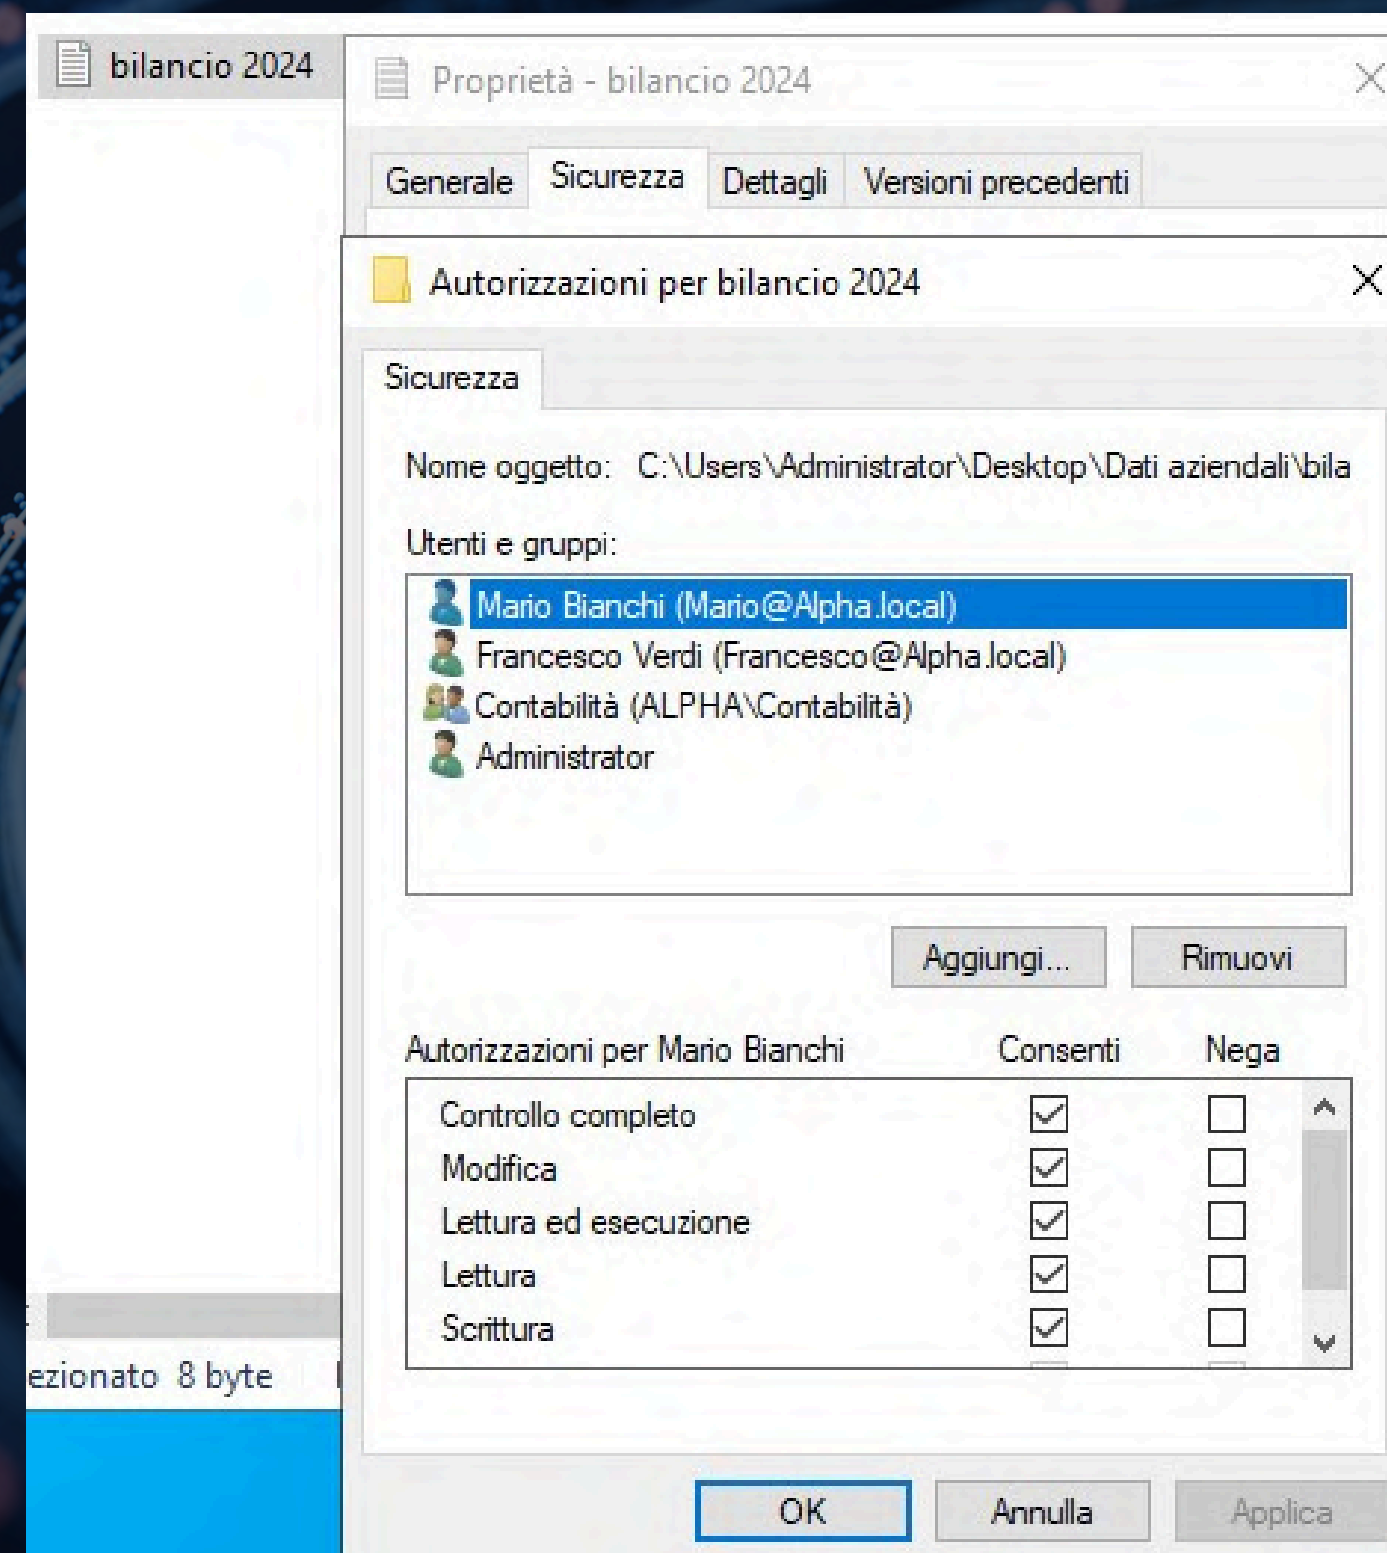 bilancio 2024
Proprietà - bilancio 2024
Generale Sicurezza Dettagli Versioni precedenti
Autorizzazioni per bilancio 2024
Sicurezza
Nome oggetto: C:\Users\Administrator\Desktop\Dati aziendali\bila
Utenti e gruppi:
Mario Bianchi (Mario@Alpha.local)
Francesco Verdi (Francesco@Alpha.local)
Contabilità (ALPHA\Contabilità)
Administrator
Aggiungi... Rimuovi
Autorizzazioni per Mario Bianchi Consenti Nega
Controllo completo
Modifica
Lettura ed esecuzione
Lettura
Scrittura
ezionato 8 byte
OK Annulla Applica